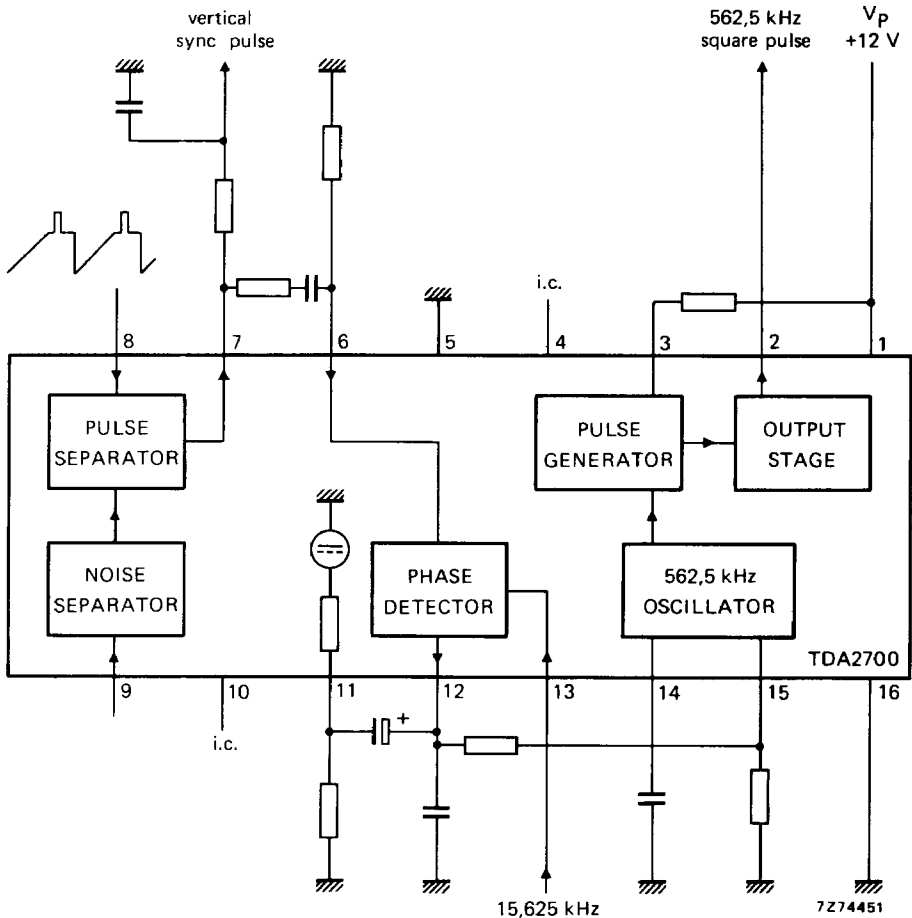 vertical
sync pulse
562,5 kHz
square pulse
VP
+12 V
i.c.
8
7
6
5
4
3
2
1
PULSE
SEPARATOR
PULSE
GENERATOR
OUTPUT
STAGE
NOISE
SEPARATOR
PHASE
DETECTOR
562,5 kHz
OSCILLATOR
TDA2700
9
10
11
12
13
14
15
16
i.c.
+
15,625 kHz
7Z74451